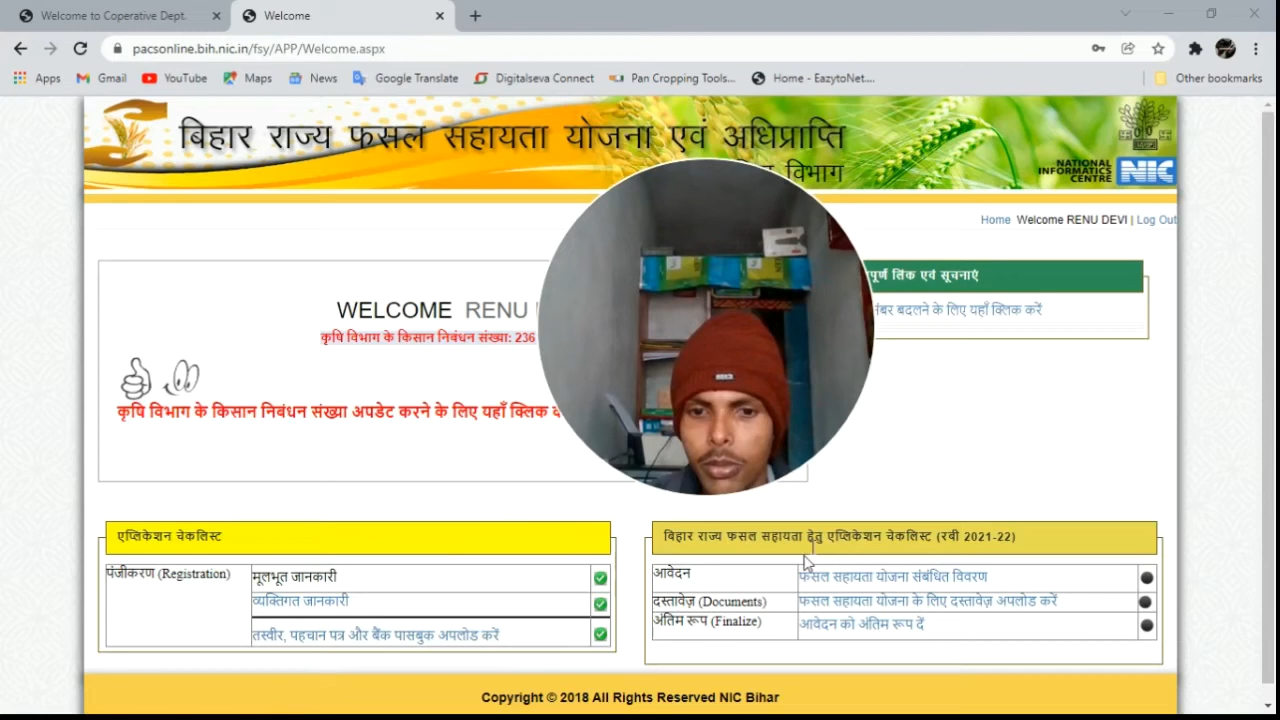 Welcome to Coperative Dept.
Welcome
pacsonline.bih.nic.in/fsy/APP/Welcome.aspx
Apps
Gmail
YouTube
Maps
News
Google Translate
Digitalseva Connect
Pan Cropping Tools...
Home - EazytoNet....
Other bookmarks
बिहार राज्य फसल सहायता योजना एवं अधिप्राप्ति
विभाग
NATIONAL
INFORMATICS
CENTRE
NIC
Home Welcome RENU DEVI | Log Out
लिंक एवं सूचनाएं
बदलने के लिए यहाँ क्लिक करें
WELCOME RENU
कृषि विभाग के किसान निबंधन संख्या: 236
कृषि विभाग के किसान निबंधन संख्या अपडेट करने के लिए यहाँ क्लिक
एप्लिकेशन चेकलिस्ट
पंजीकरण (Registration)
मूलभूत जानकारी
व्यक्तिगत जानकारी
तस्वीर, पहचान पत्र और बैंक पासबुक अपलोड करें
बिहार राज्य फसल सहायता हेतु एप्लिकेशन चेकलिस्ट (रबी 2021-22)
आवेदन
फसल सहायता योजना संबंधित विवरण
दस्तावेज़ (Documents)
फसल सहायता योजना के लिए दस्तावेज़ अपलोड करें
अंतिम रूप (Finalize)
आवेदन को अंतिम रूप दें
Copyright © 2018 All Rights Reserved NIC Bihar